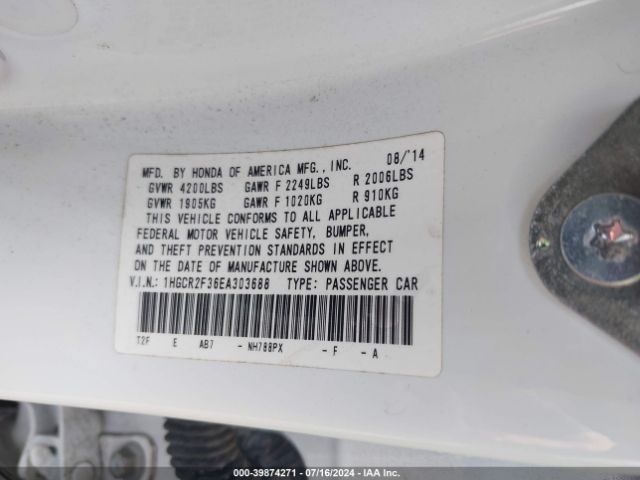 MFD. BY HONDA OF AMERICA MFG., INC. 08/'14
GVWR 4200LBS GAWR F 2249LBS R 2006LBS
GVWR 1905KG GAWR F 1020KG R 910KG
THIS VEHICLE CONFORMS TO ALL APPLICABLE
FEDERAL MOTOR VEHICLE SAFETY, BUMPER,
AND THEFT PREVENTION STANDARDS IN EFFECT
ON THE DATE OF MANUFACTURE SHOWN ABOVE.
V.I.N.: 1HGCR2F36EA303688 TYPE: PASSENGER CAR
T2F E AB7 - NH788PX - F - A
000-39874271 | 07/16/2024 | IAA Inc.